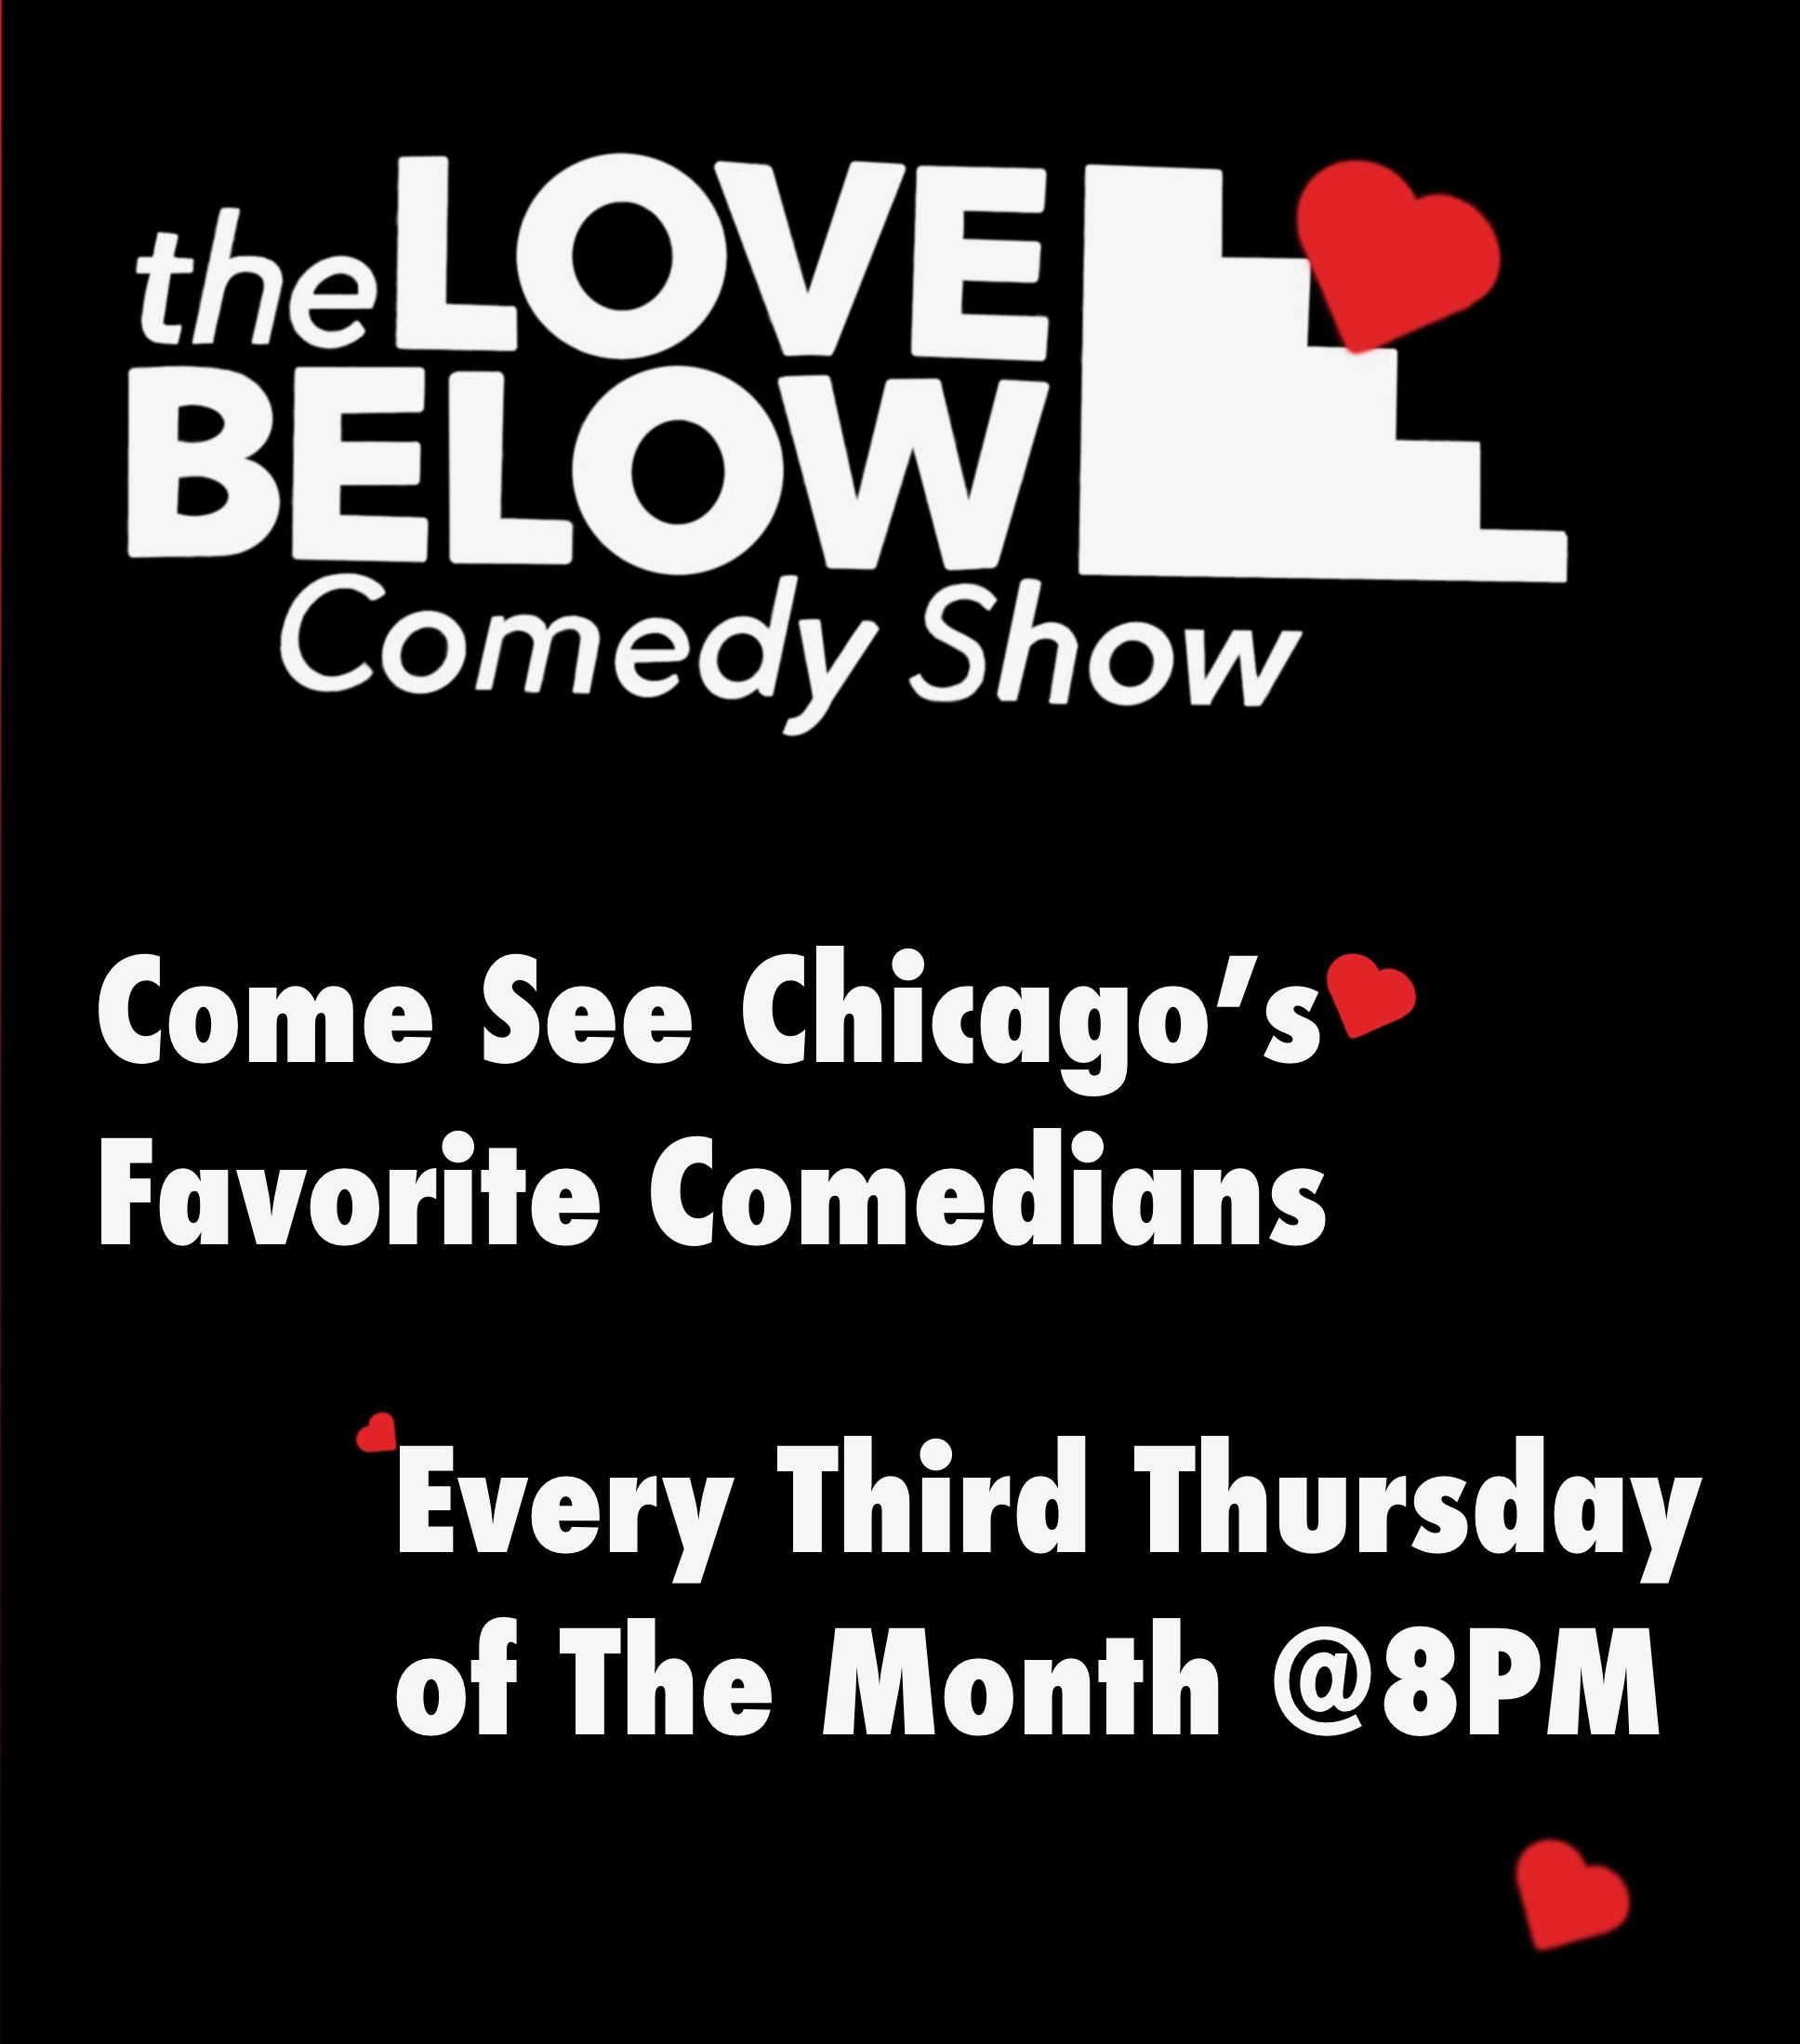 the LOVE
BELOW
Comedy Show
Come See Chicago’s
Favorite Comedians
Every Third Thursday
of The Month @8PM